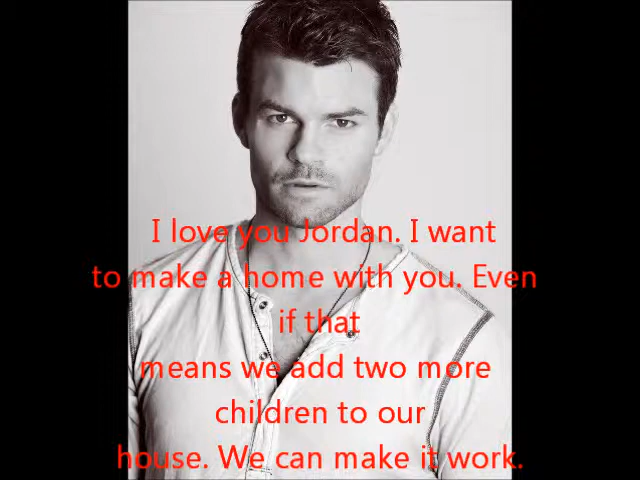 I love you Jordan. I want
to make a home with you. Even
if that
means we add two more
children to our
house. We can make it work.